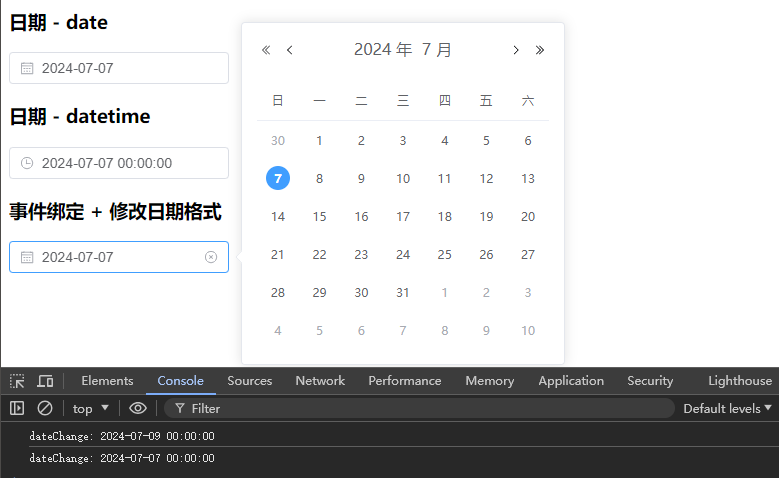 日期 - date
2024-07-07
日期 - datetime
2024-07-07 00:00:00
事件绑定 + 修改日期格式
2024-07-07
2024 年 7 月
日 一 二 三 四 五 六
30 1 2 3 4 5 6
7 8 9 10 11 12 13
14 15 16 17 18 19 20
21 22 23 24 25 26 27
28 29 30 31 1 2 3
4 5 6 7 8 9 10
Elements Console Sources Network Performance Memory Application Security Lighthouse
top Filter Default levels
dateChange: 2024-07-09 00:00:00
dateChange: 2024-07-07 00:00:00